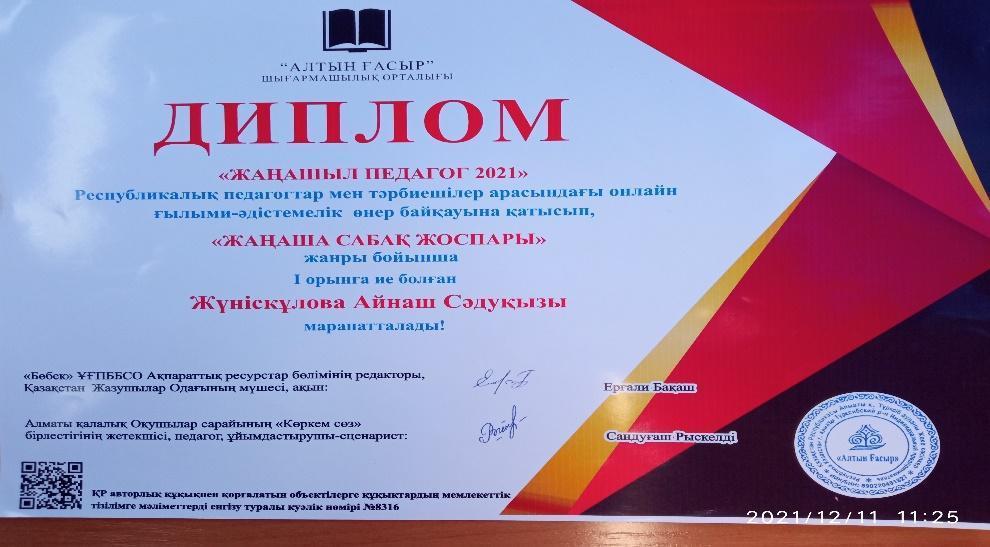 “АЛТЫН ҒАСЫР”
ШЫҒАРМАШЫЛЫҚ ОРТАЛЫҒЫ
ДИПЛОМ
«ЖАҢАШЫЛ ПЕДАГОГ 2021»
Республикалық педагогтар мен тәрбиешілер арасындағы онлайн
ғылыми-әдістемелік өнер байқауына қатысып,
«ЖАҢАША САБАҚ ЖОСПАРЫ»
жанры бойынша
I орынға ие болған
Жүнісқұлова Айнаш Сәдуқызы
марапатталады!
«Бөбек» ҰҒПББСО Ақпараттық ресурстар бөлімінің редакторы,
Қазақстан Жазушылар Одағының мүшесі, ақын:
Ерғали Бақаш
Алматы қалалық Оқушылар сарайының «Көркем сөз»
бірлестігінің жетекшісі, педагог, ұйымдастырушы-сценарист:
Сандуғаш Рыскелді
«Алтын Ғасыр»
ҚР авторлық құқықпен қорғалатын объектілерге құқықтардың мемлекеттік
тізілімге мәліметтерді енгізу туралы куәлік нөмірі №8316
2021/12/11 11:25